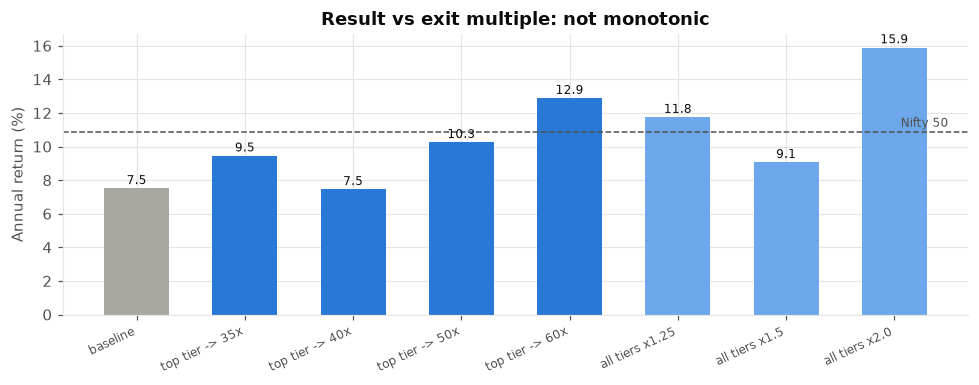 Result vs exit multiple: not monotonic
Annual return (%)
16
14
12
10
8
6
4
2
0
7.5
9.5
7.5
10.3
12.9
11.8
9.1
15.9
Nifty 50
baseline
top tier -> 35x
top tier -> 40x
top tier -> 50x
top tier -> 60x
all tiers x1.25
all tiers x1.5
all tiers x2.0